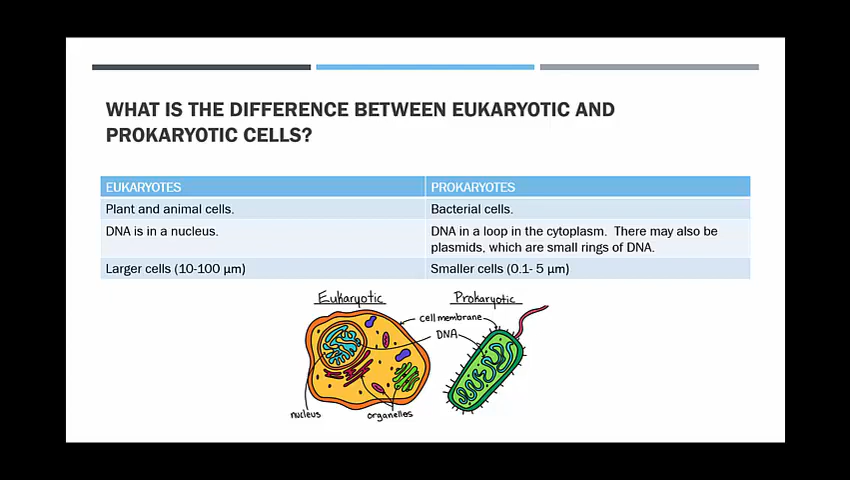 WHAT IS THE DIFFERENCE BETWEEN EUKARYOTIC AND
PROKARYOTIC CELLS?
EUKARYOTES
PROKARYOTES
Plant and animal cells.
Bacterial cells.
DNA is in a nucleus.
DNA in a loop in the cytoplasm.  There may also be
plasmids, which are small rings of DNA.
Larger cells (10-100 µm)
Smaller cells (0.1- 5 µm)
Eukaryotic
Prokaryotic
cell membrane
DNA
nucleus
organelles